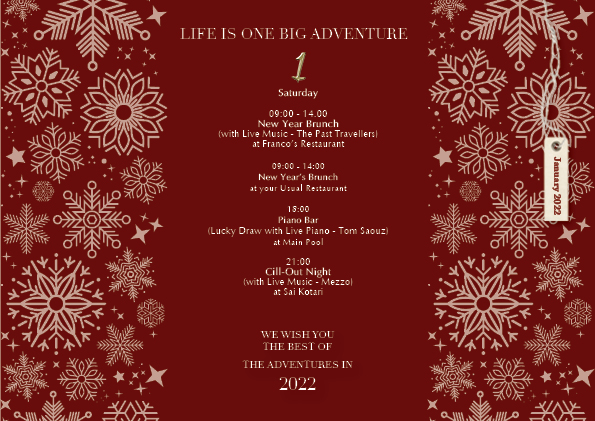 LIFE IS ONE BIG ADVENTURE
1
Saturday
09:00 - 14.00
New Year Brunch
(with Live Music - The Past Travellers)
at Franco's Restaurant
09:00 - 14:00
New Year's Brunch
at your Usual Restaurant
18:00
Piano Bar
(Lucky Draw with Live Piano - Tom Saouz)
at Main Pool
21:00
Cill-Out Night
(with Live Music - Mezzo)
at Sai Kotari
WE WISH YOU
THE BEST OF
THE ADVENTURES IN
2022
January 2022